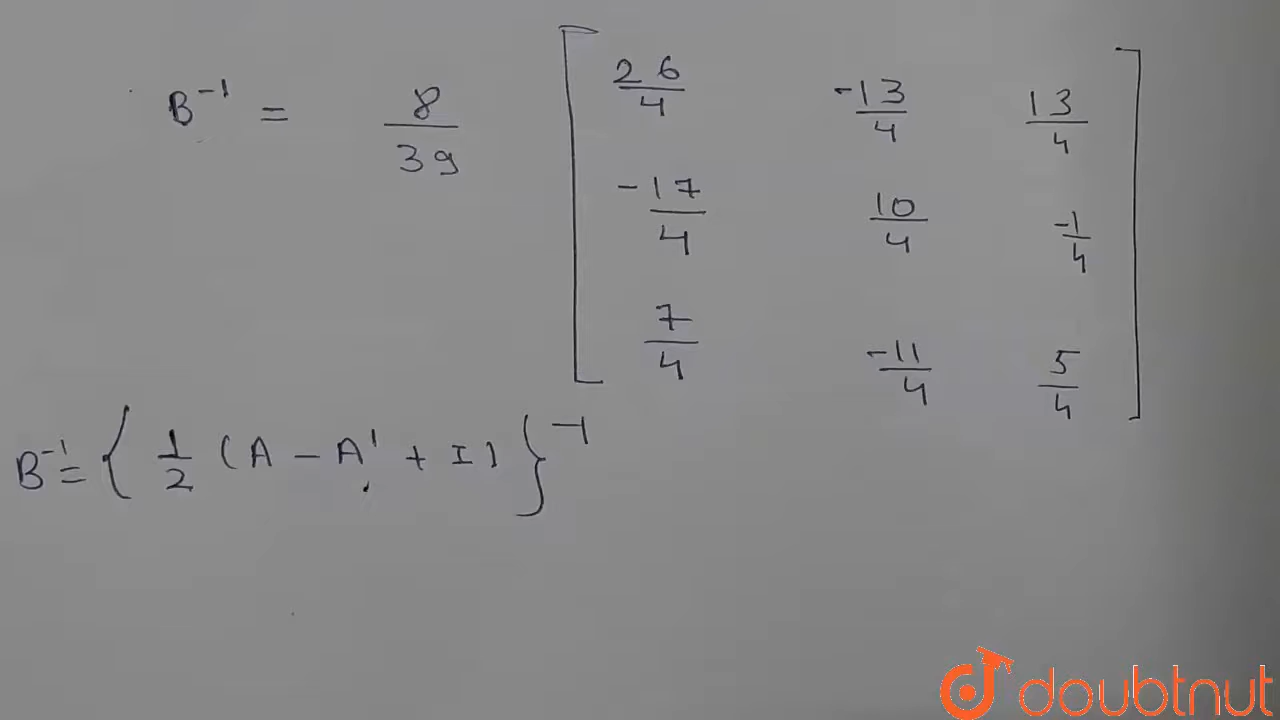 B⁻¹ = 8/39 [ 26/4 -13/4 13/4
-17/4 10/4 -1/4
7/4 -11/4 5/4 ]
B⁻¹ = { 1/2 (A - A' + I) }⁻¹
doubtnut